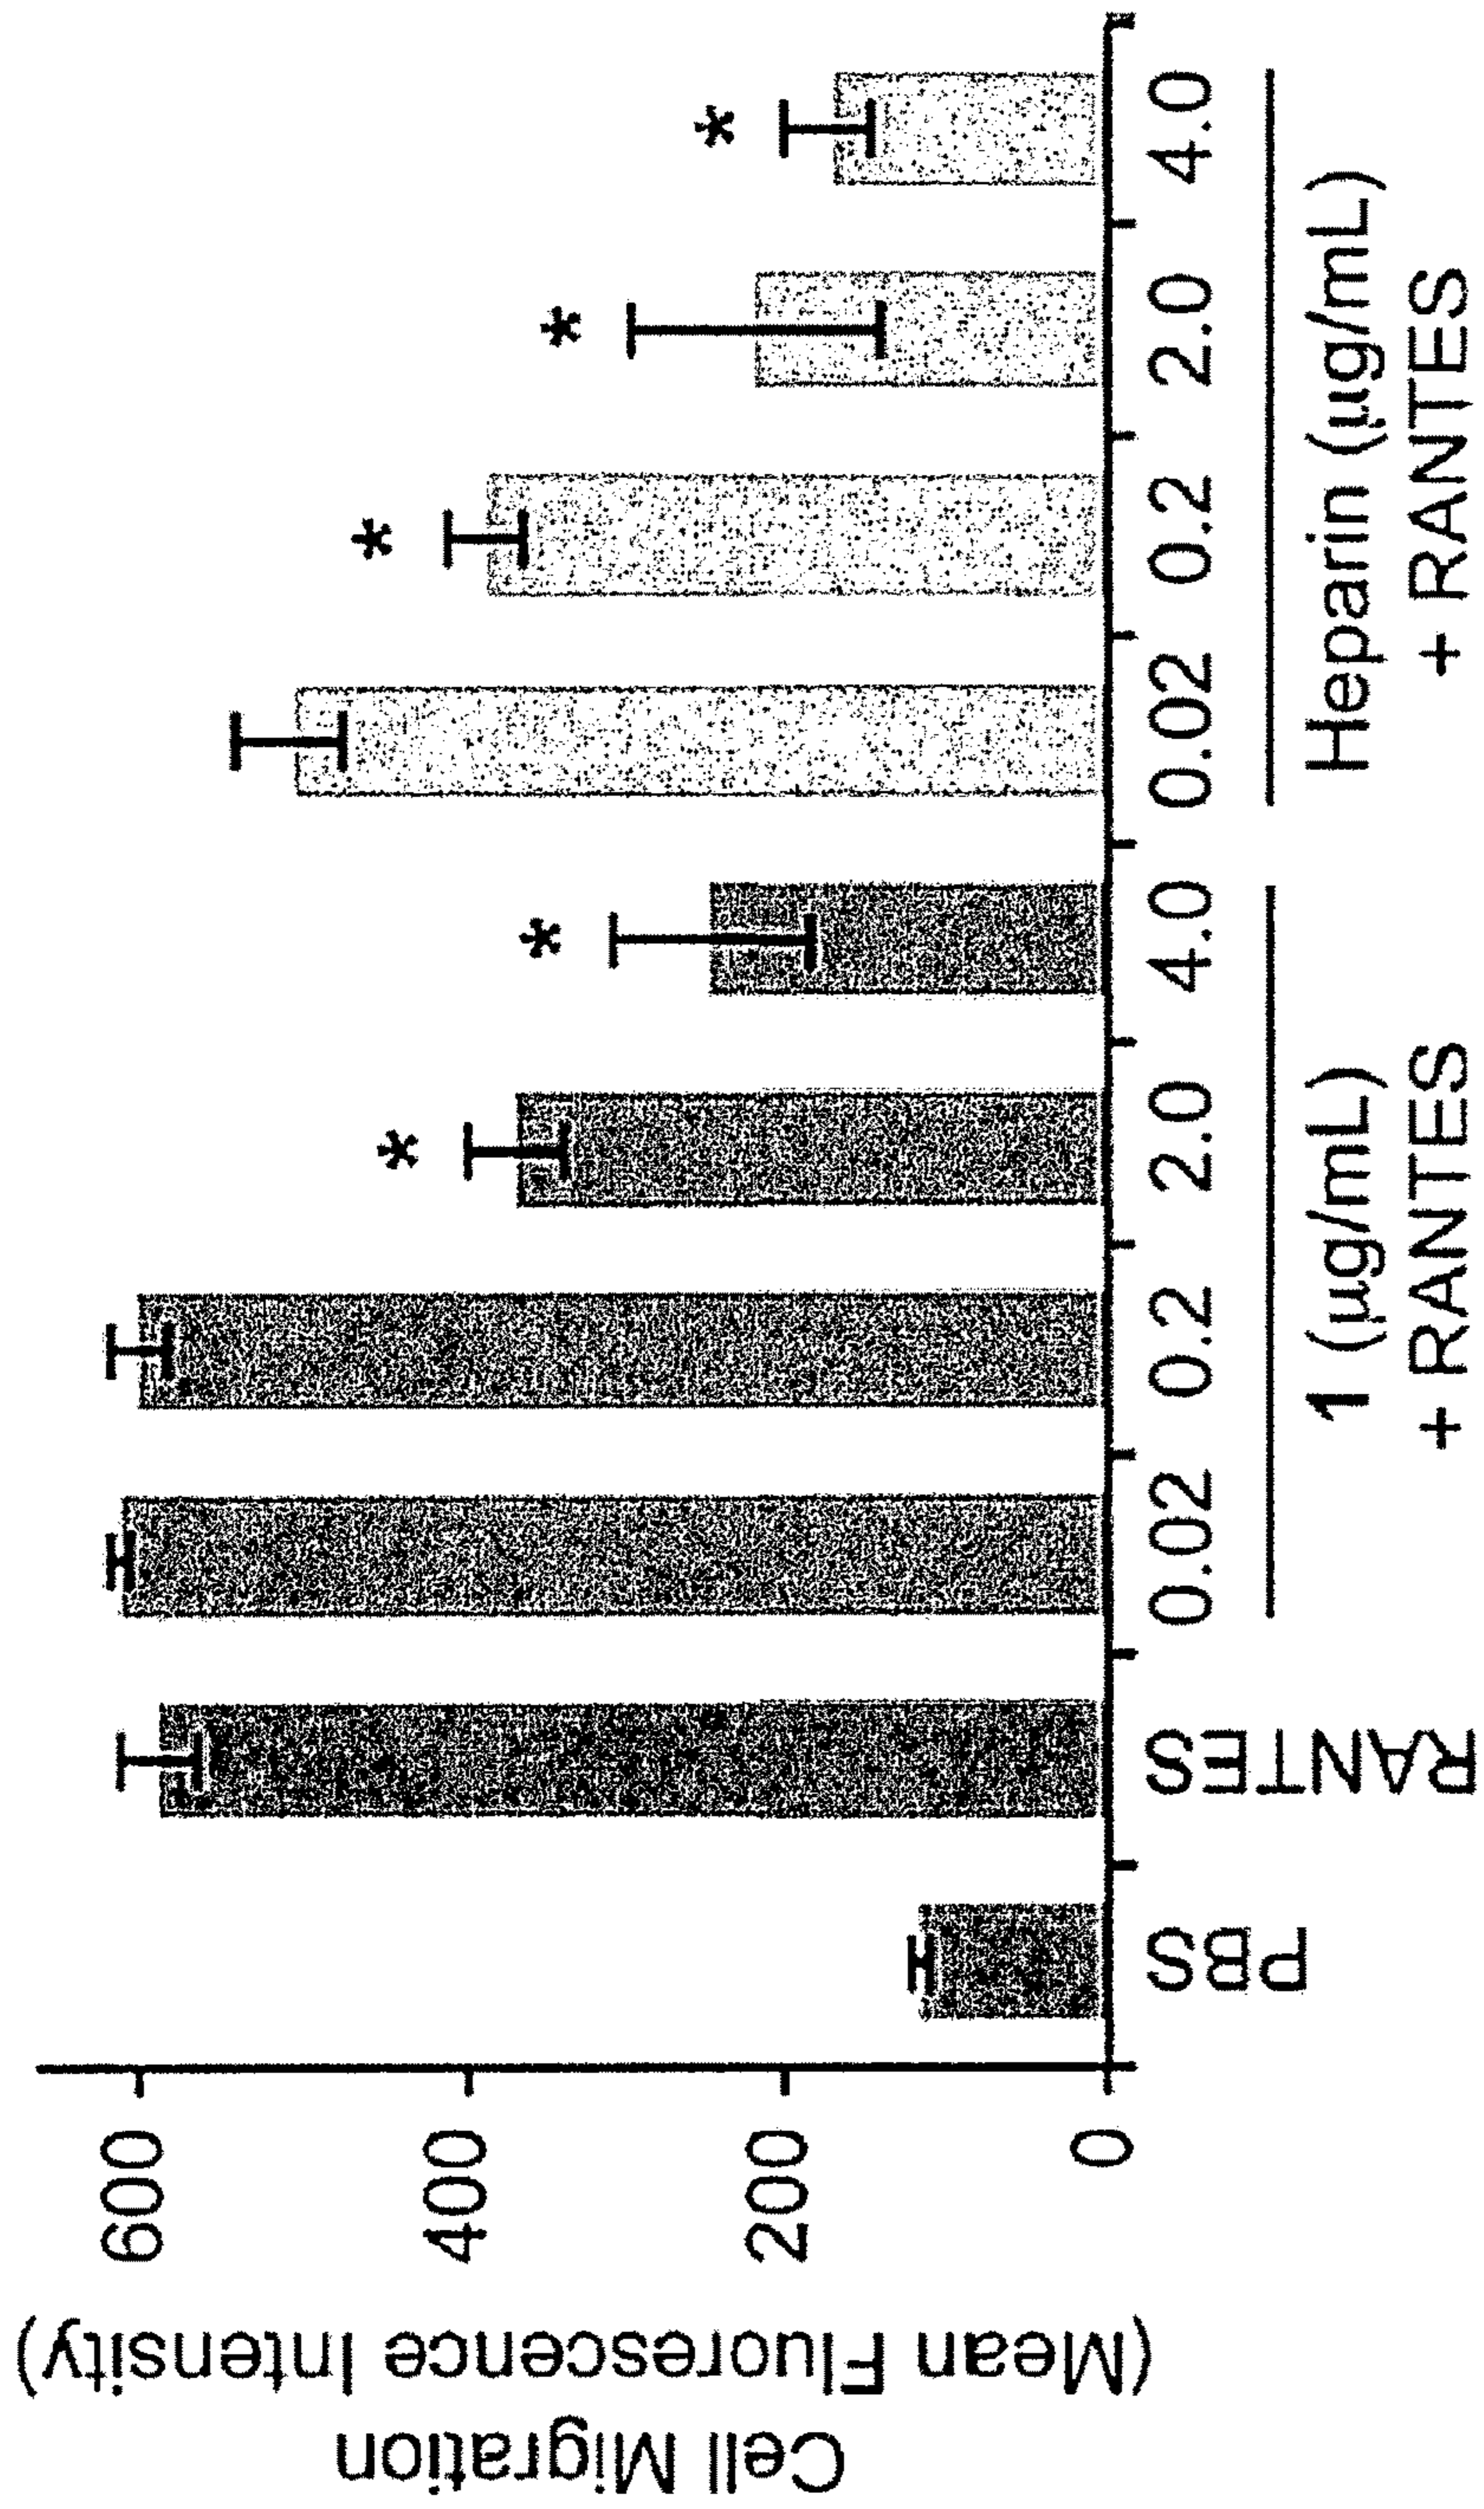 Cell Migration
(Mean Fluorescence Intensity)
600
400
200
0
*
*
*
*
*
PBS
RANTES
0.02 0.2 2.0 4.0
0.02 0.2 2.0 4.0
1 (µg/mL)
+ RANTES
Heparin (µg/mL)
+ RANTES